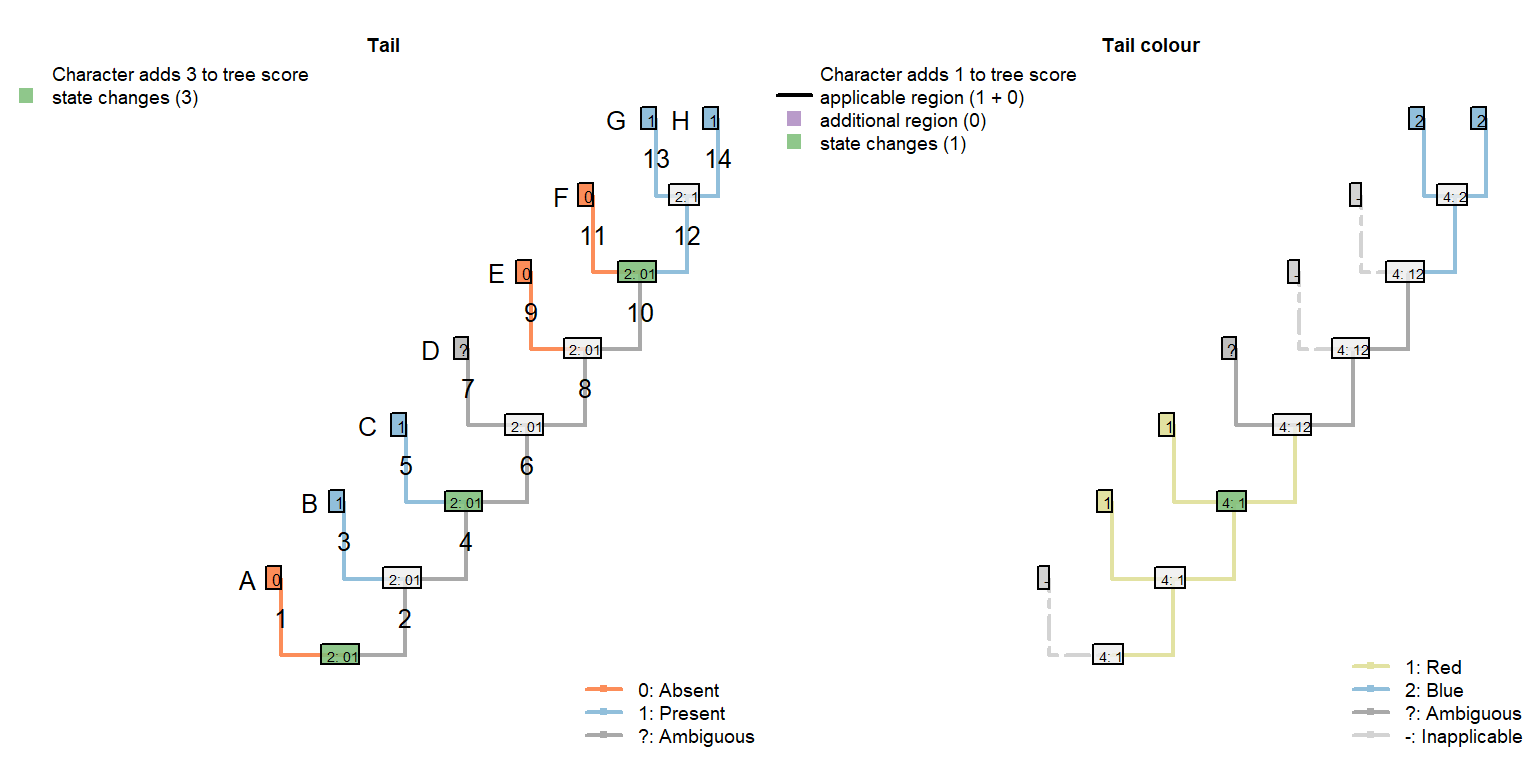 Tail
Character adds 3 to tree score
state changes (3)
G 1 H 1
13 14
F 0 2: 1
11 12
E 0 2: 01
9 10
D ? 2: 01
7 8
C 1 2: 01
5 6
B 1 2: 01
3 4
A 0 2: 01
1 2
2: 01
0: Absent
1: Present
?: Ambiguous
Tail colour
Character adds 1 to tree score
applicable region (1 + 0)
additional region (0)
state changes (1)
2 2
- 4: 2
- 4: 12
? 4: 12
1 4: 12
1 4: 1
- 4: 1
4: 1
1: Red
2: Blue
?: Ambiguous
-: Inapplicable